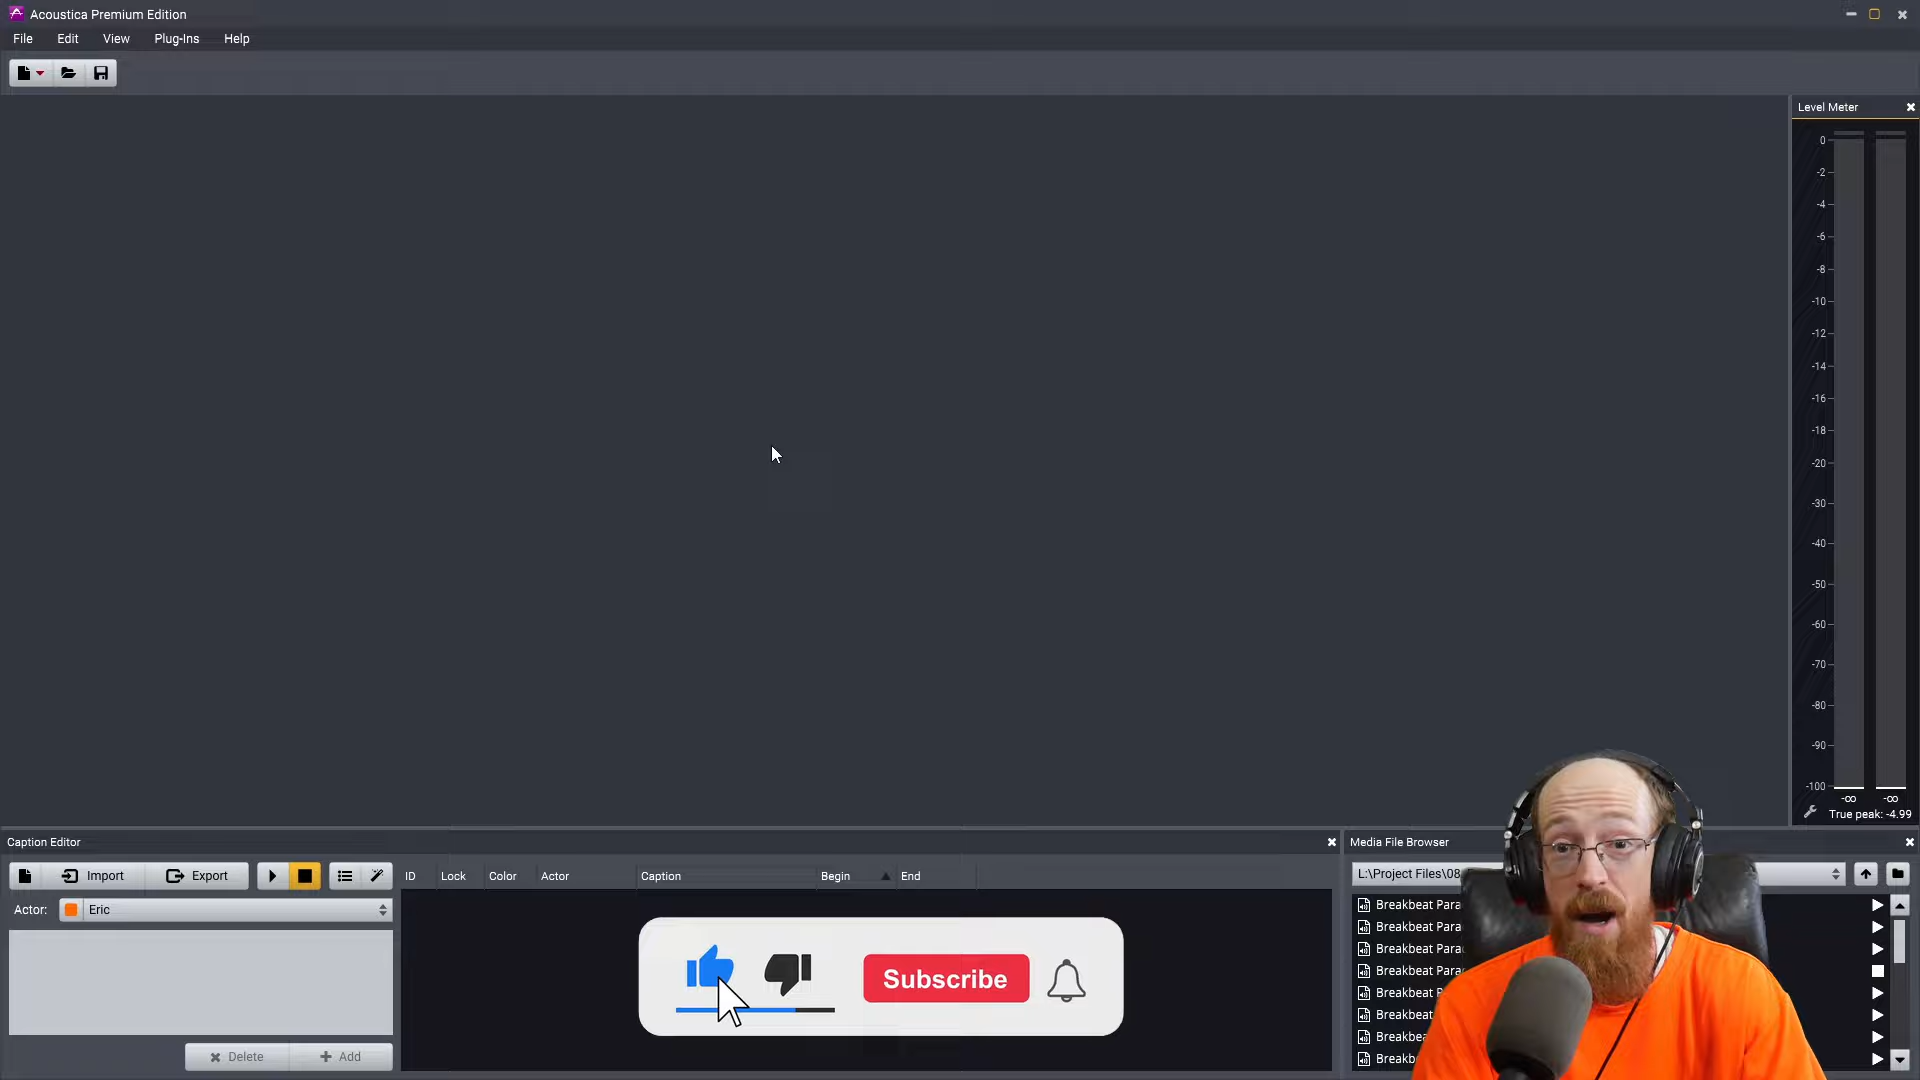 Acoustica Premium Edition
File Edit View Plug-Ins Help
Level Meter
0
-2
-4
-6
-8
-10
-12
-14
-16
-18
-20
-30
-40
-50
-60
-70
-80
-90
-100
-∞ -∞
True peak: -4.99
Caption Editor
Import Export
ID Lock Color Actor Caption Begin End
Actor: Eric
Delete Add
Subscribe
Media File Browser
L:\Project Files\08
Breakbeat Para
Breakbeat Para
Breakbeat Para
Breakbeat Para
Breakbeat P
Breakbeat
Breakbea
Breakb